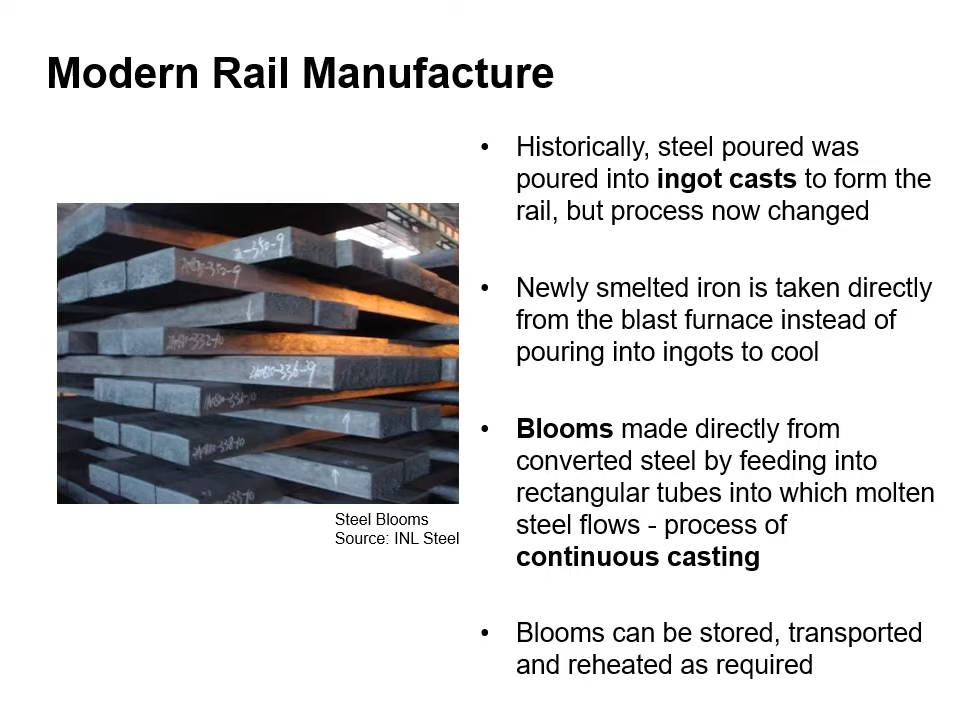 Modern Rail Manufacture
• Historically, steel poured was
poured into ingot casts to form the
rail, but process now changed
• Newly smelted iron is taken directly
from the blast furnace instead of
pouring into ingots to cool
• Blooms made directly from
converted steel by feeding into
rectangular tubes into which molten
steel flows - process of
continuous casting
• Blooms can be stored, transported
and reheated as required
Steel Blooms
Source: INL Steel